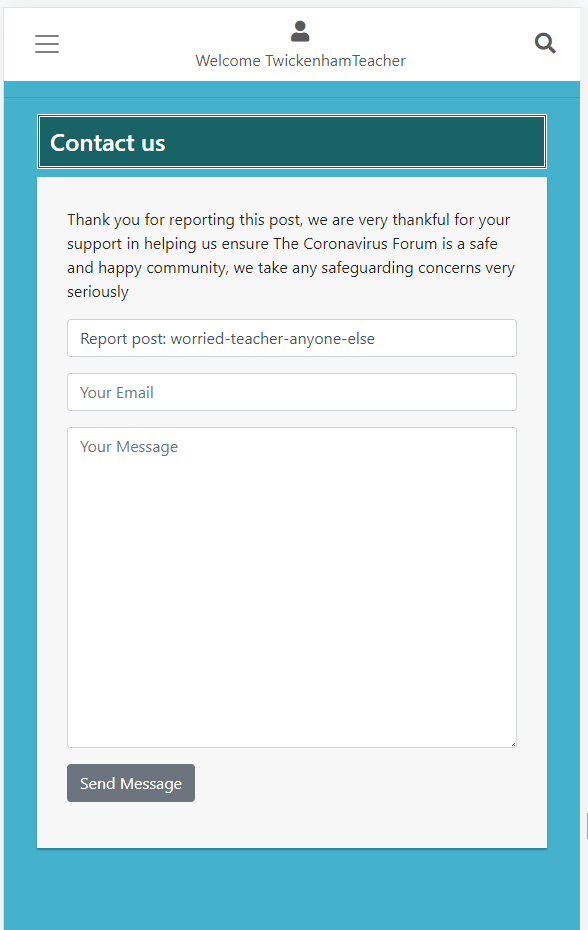 Welcome TwickenhamTeacher
Contact us
Thank you for reporting this post, we are very thankful for your
support in helping us ensure The Coronavirus Forum is a safe
and happy community, we take any safeguarding concerns very
seriously
Report post: worried-teacher-anyone-else
Your Email
Your Message
Send Message